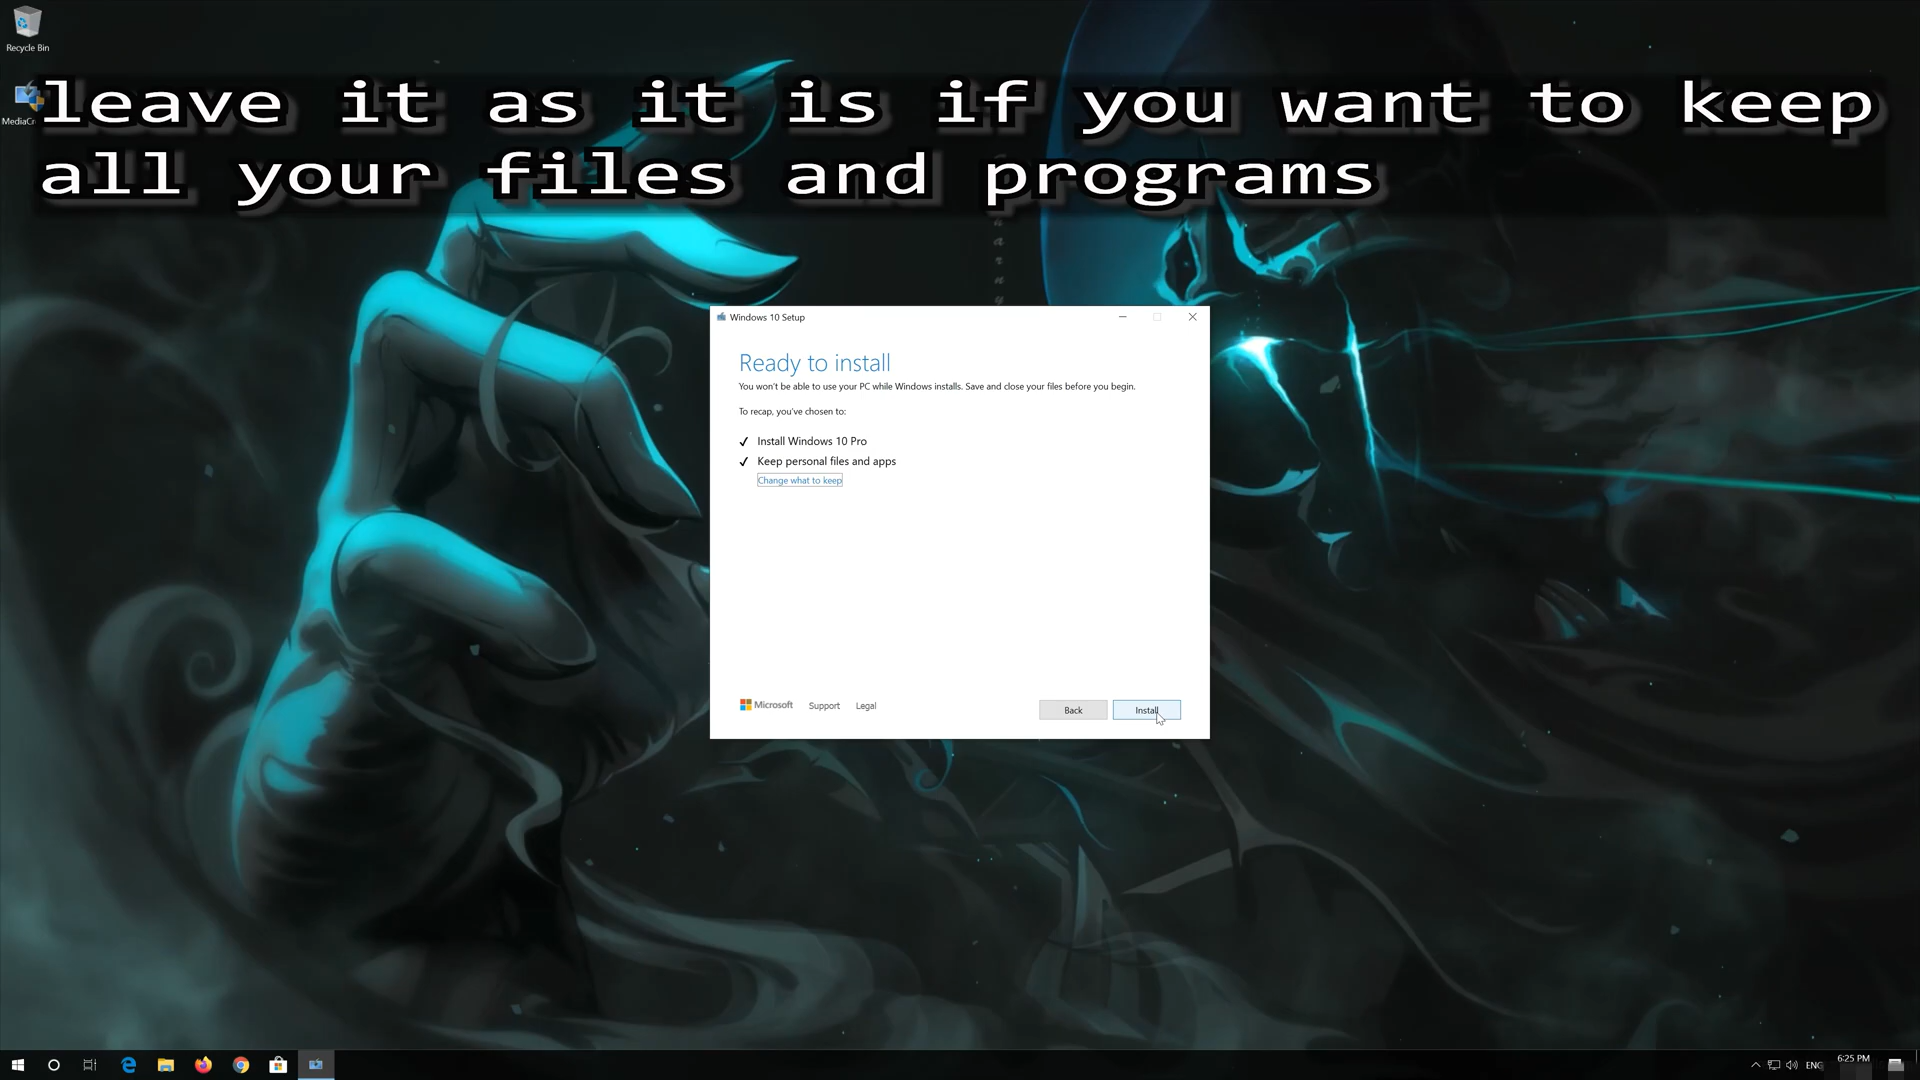 Recycle Bin
leave it as it is if you want to keep
all your files and programs
Windows 10 Setup
Ready to install
You won't be able to use your PC while Windows installs. Save and close your files before you begin.
To recap, you've chosen to:
✓ Install Windows 10 Pro
✓ Keep personal files and apps
Change what to keep
Microsoft Support Legal
Back Install
ENG
6:25 PM